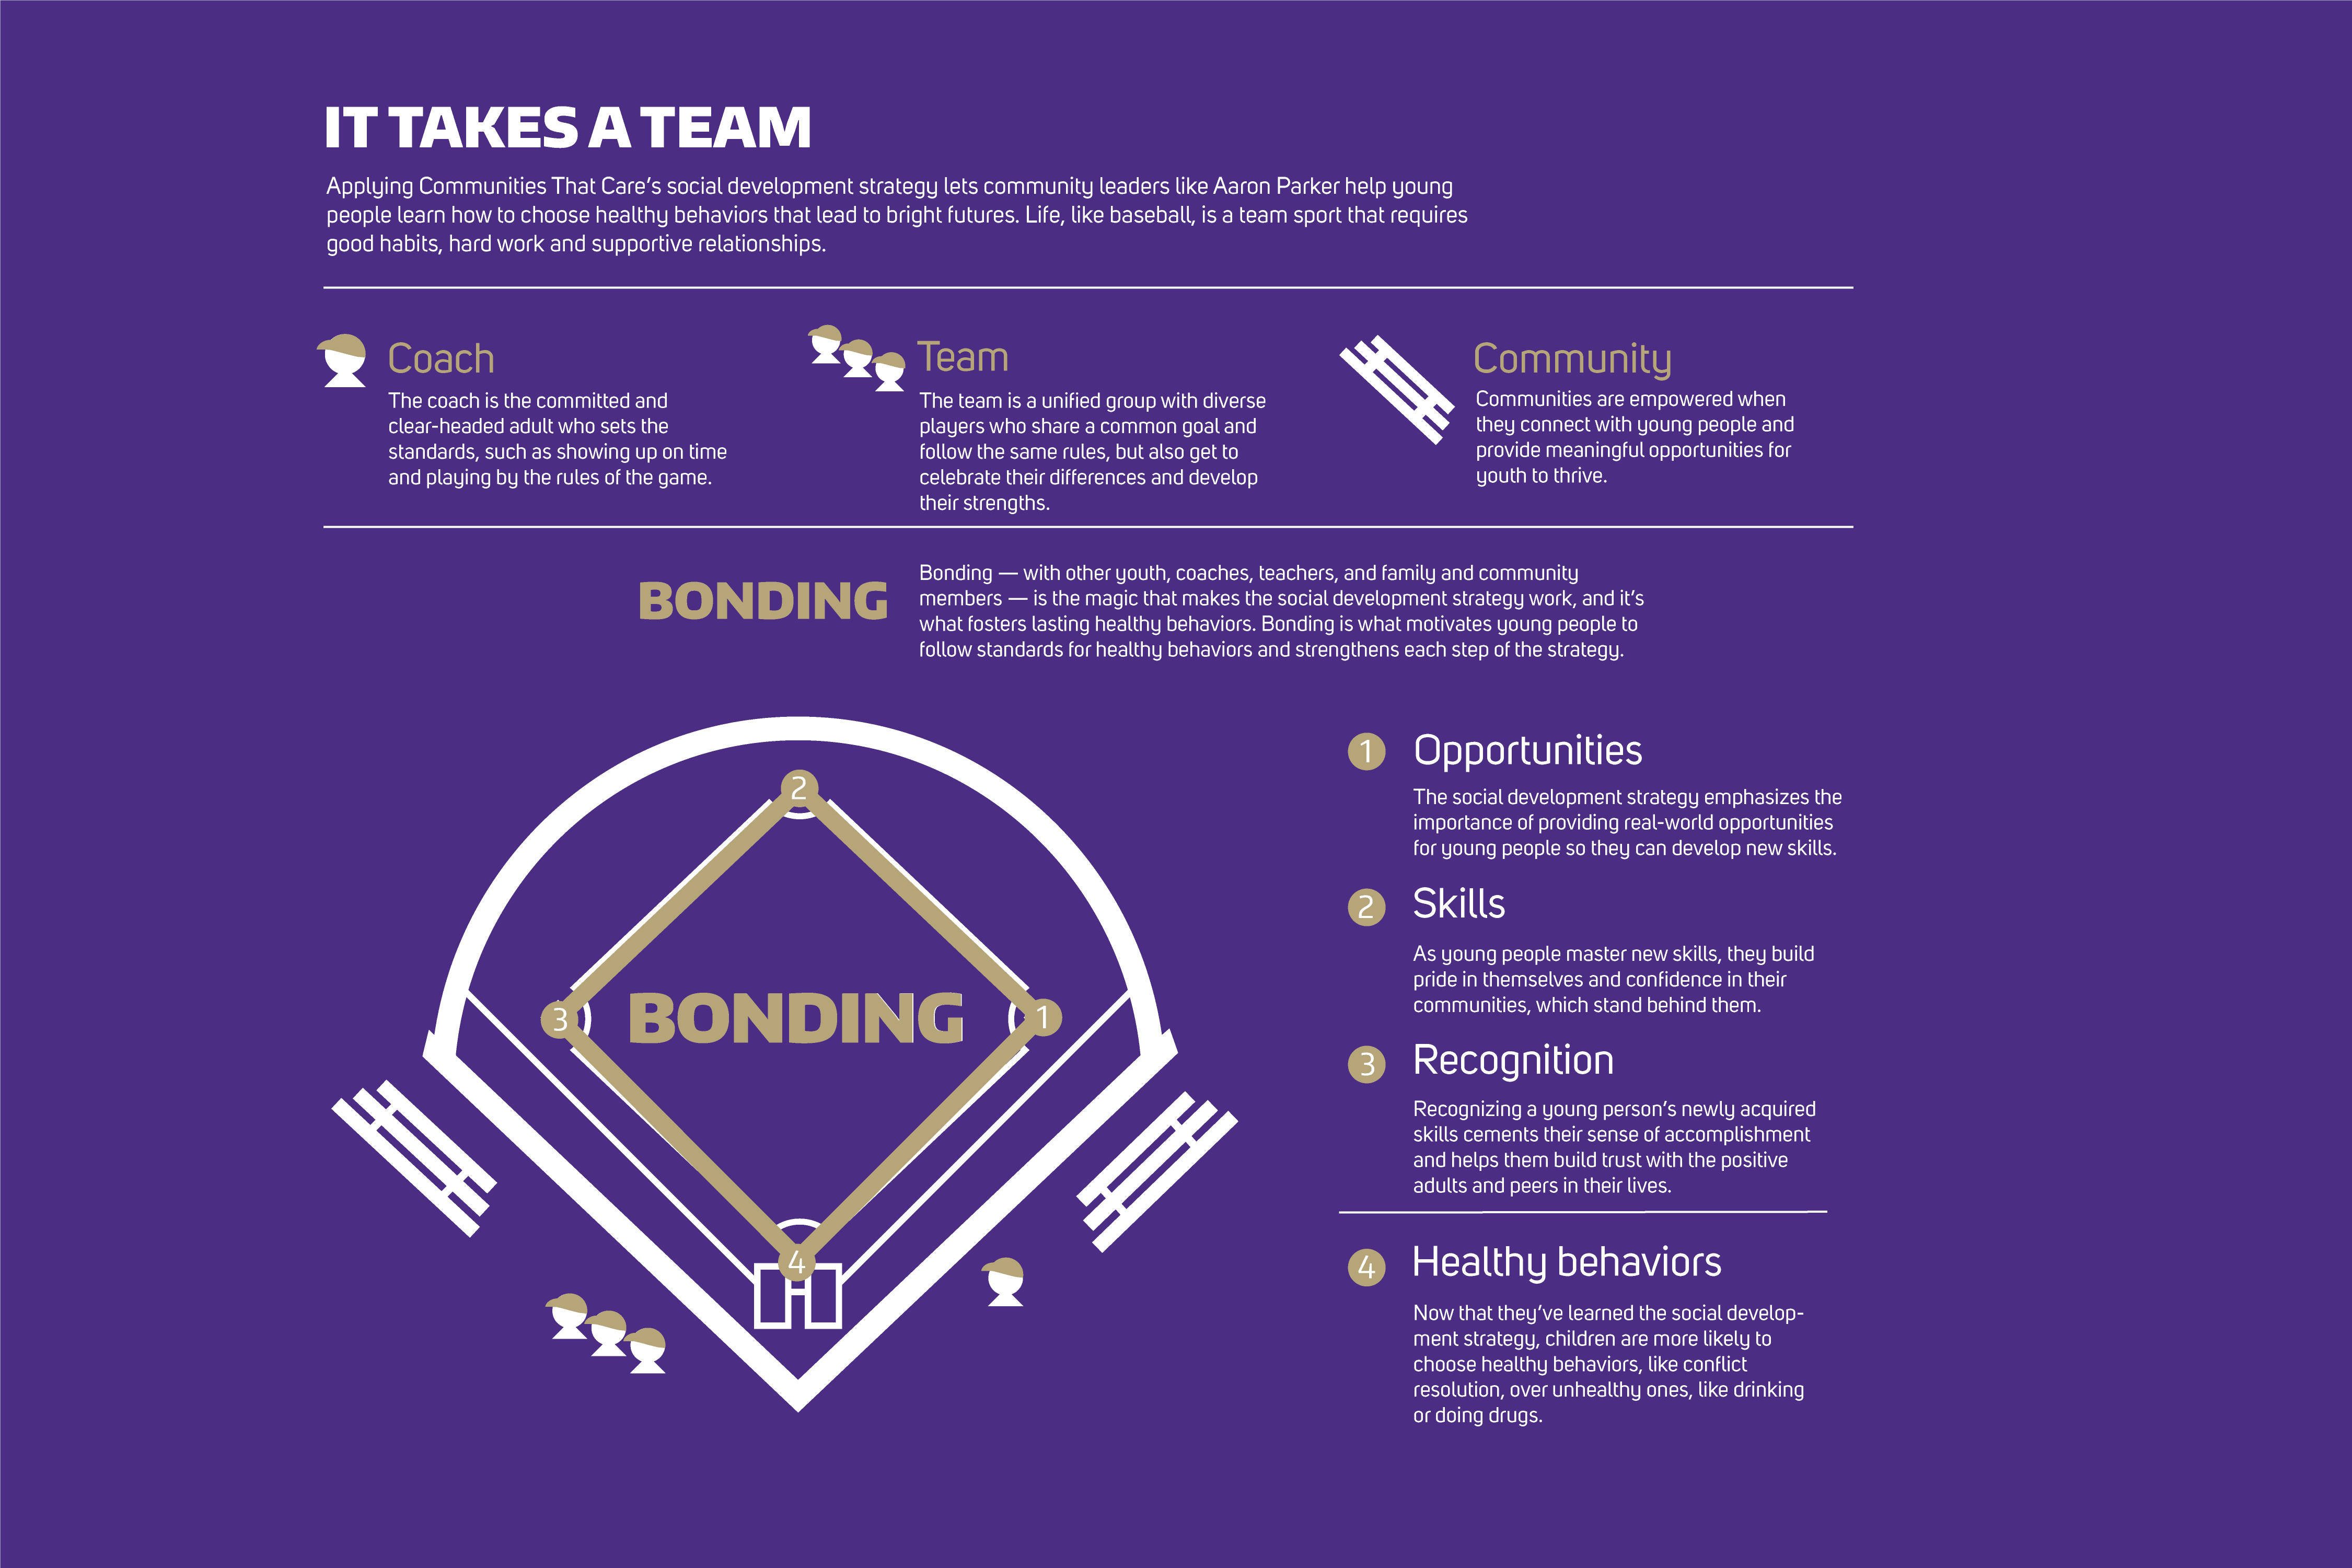 IT TAKES A TEAM
Applying Communities That Care's social development strategy lets community leaders like Aaron Parker help young
people learn how to choose healthy behaviors that lead to bright futures. Life, like baseball, is a team sport that requires
good habits, hard work and supportive relationships.
Coach
The coach is the committed and
clear-headed adult who sets the
standards, such as showing up on time
and playing by the rules of the game.
Team
The team is a unified group with diverse
players who share a common goal and
follow the same rules, but also get to
celebrate their differences and develop
their strengths.
Community
Communities are empowered when
they connect with young people and
provide meaningful opportunities for
youth to thrive.
BONDING
Bonding — with other youth, coaches, teachers, and family and community
members — is the magic that makes the social development strategy work, and it's
what fosters lasting healthy behaviors. Bonding is what motivates young people to
follow standards for healthy behaviors and strengthens each step of the strategy.
2
3
BONDING
1
4
1
Opportunities
The social development strategy emphasizes the
importance of providing real-world opportunities
for young people so they can develop new skills.
2
Skills
As young people master new skills, they build
pride in themselves and confidence in their
communities, which stand behind them.
3
Recognition
Recognizing a young person's newly acquired
skills cements their sense of accomplishment
and helps them build trust with the positive
adults and peers in their lives.
4
Healthy behaviors
Now that they've learned the social develop-
ment strategy, children are more likely to
choose healthy behaviors, like conflict
resolution, over unhealthy ones, like drinking
or doing drugs.